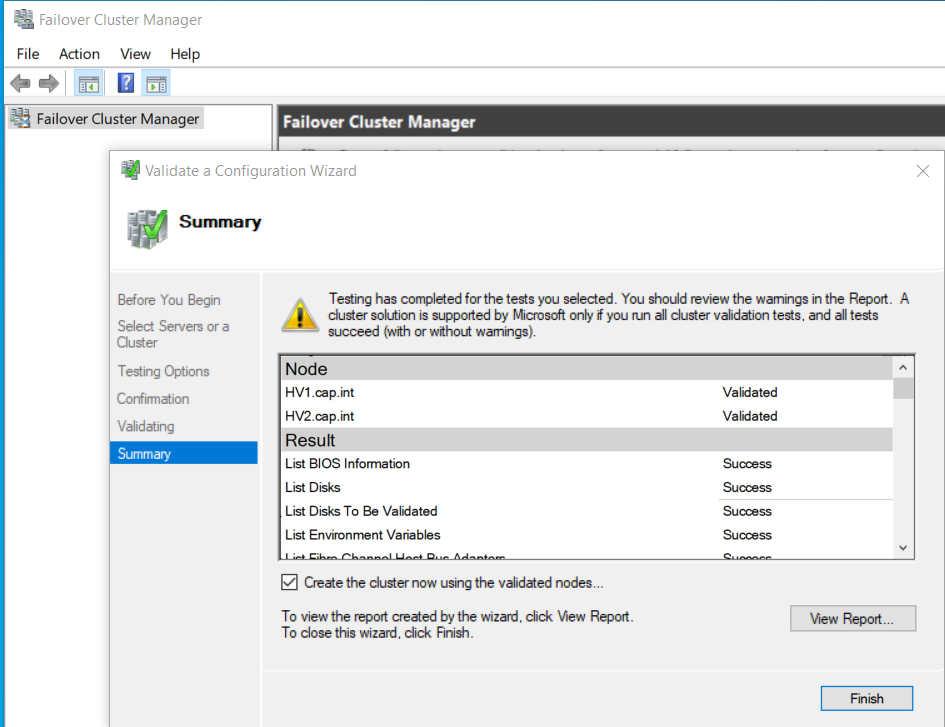 Failover Cluster Manager
File Action View Help
Failover Cluster Manager
Failover Cluster Manager
Validate a Configuration Wizard
Summary
Before You Begin
Select Servers or a
Cluster
Testing Options
Confirmation
Validating
Summary
Testing has completed for the tests you selected. You should review the warnings in the Report. A
cluster solution is supported by Microsoft only if you run all cluster validation tests, and all tests
succeed (with or without warnings).
Node
HV1.cap.int Validated
HV2.cap.int Validated
Result
List BIOS Information Success
List Disks Success
List Disks To Be Validated Success
List Environment Variables Success
List Fibre Channel Host Bus Adapters Success
Create the cluster now using the validated nodes...
To view the report created by the wizard, click View Report.
To close this wizard, click Finish.
View Report...
Finish